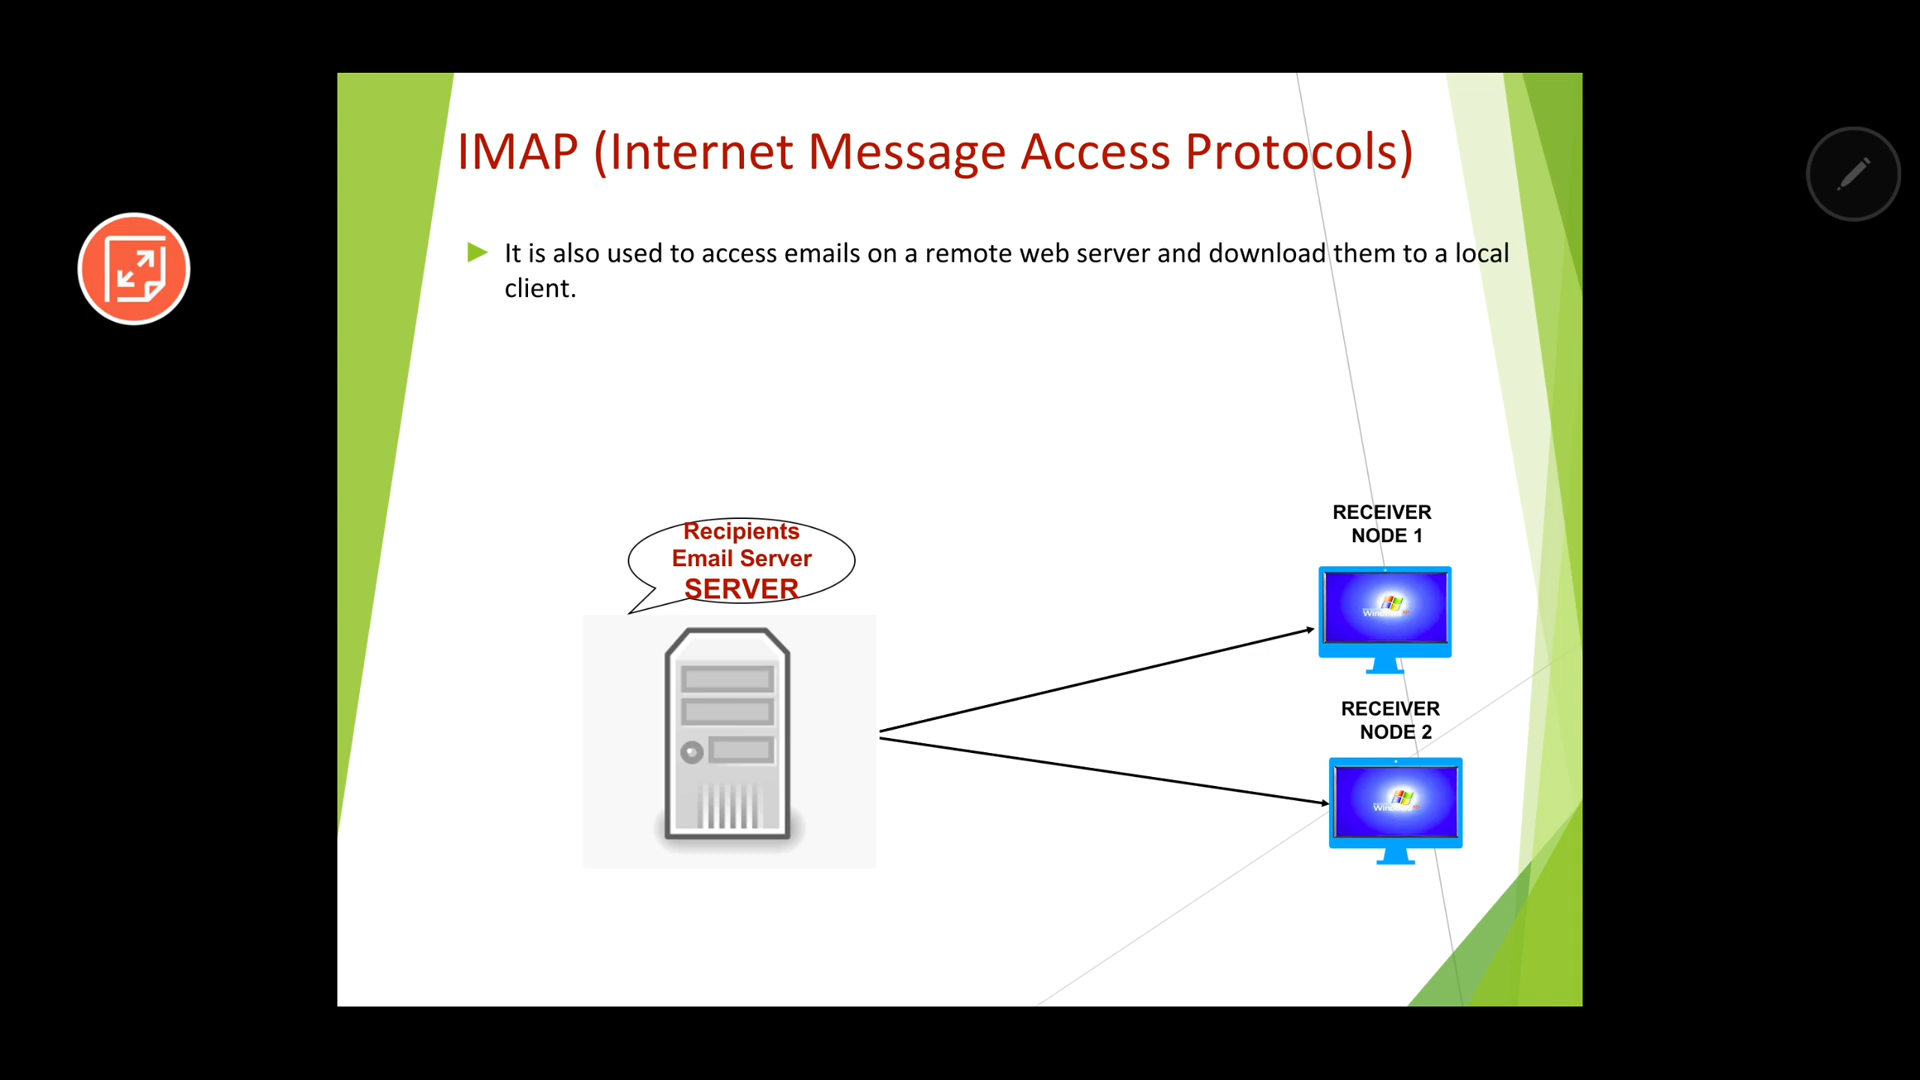 IMAP (Internet Message Access Protocols)
It is also used to access emails on a remote web server and download them to a local
client.
Recipients
Email Server
SERVER
RECEIVER
NODE 1
RECEIVER
NODE 2